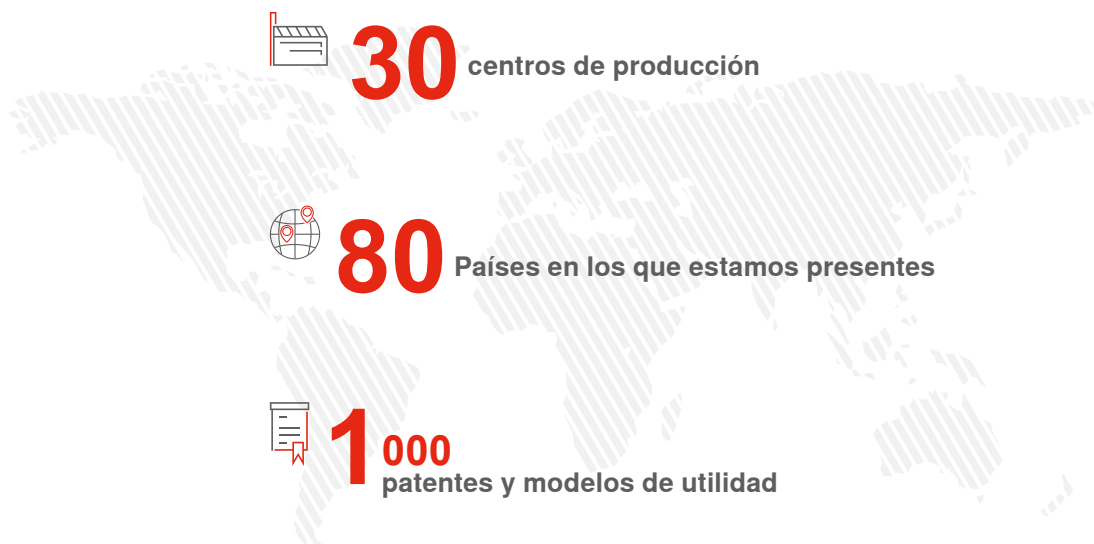 30 centros de producción
80 Países en los que estamos presentes
1 000
patentes y modelos de utilidad